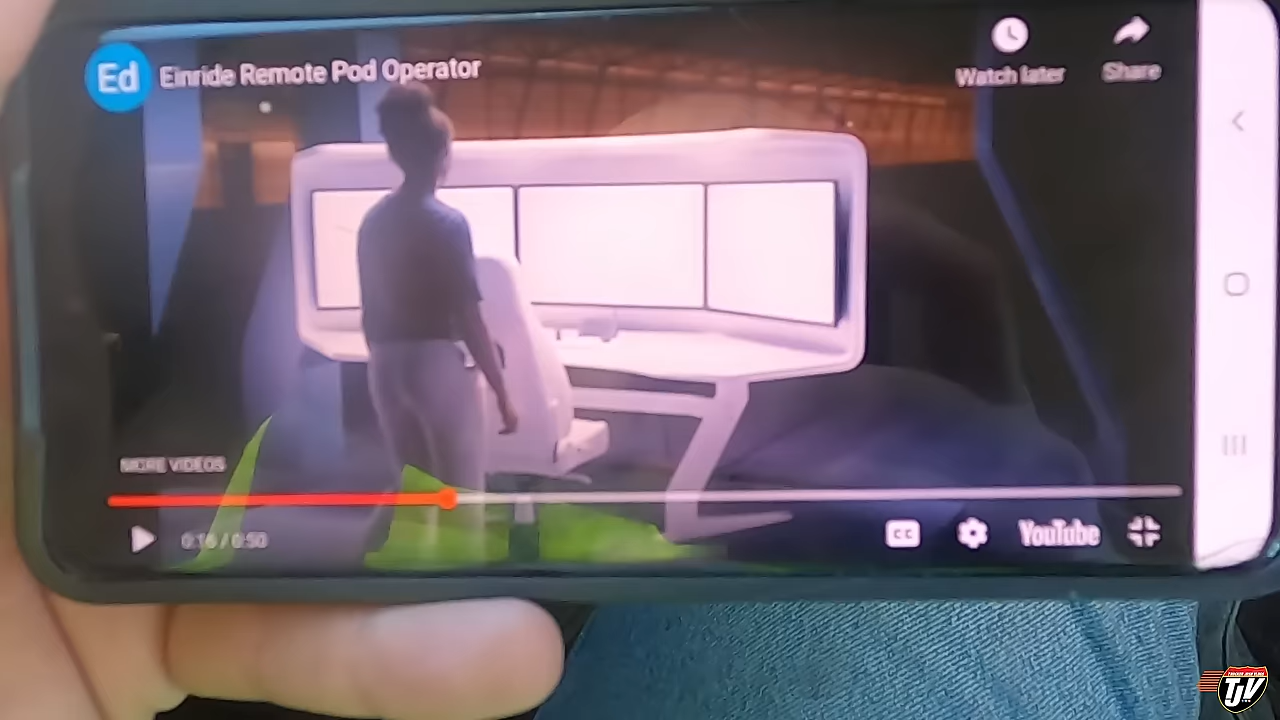 Ed
Einride Remote Pod Operator
Watch later
Share
MORE VIDEOS
0:16 / 0:50
CC
YouTube
TJV